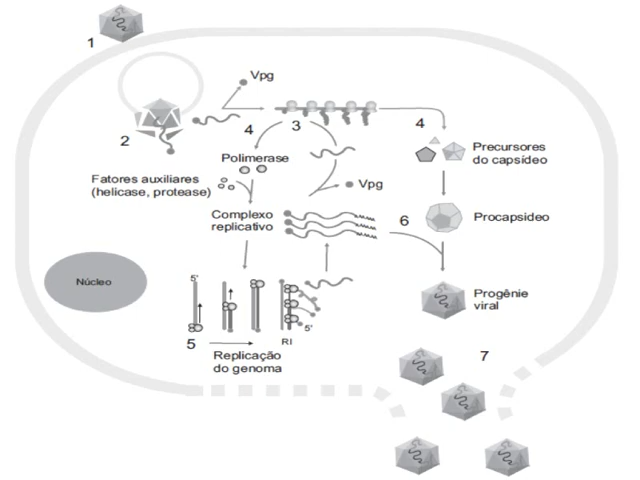 1
Vpg
2
4
3
4
Polimerase
Precursores
do capsídeo
Fatores auxiliares
(helicase, protease)
Vpg
Complexo
replicativo
6
Procapsideo
Núcleo
5'
Progênie
viral
5'
5
RI
Replicação
do genoma
7